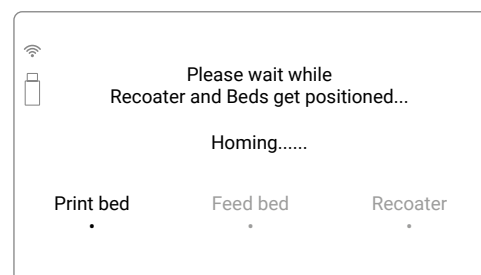 Please wait while
Recoater and Beds get positioned...
Homing......
Print bed Feed bed Recoater